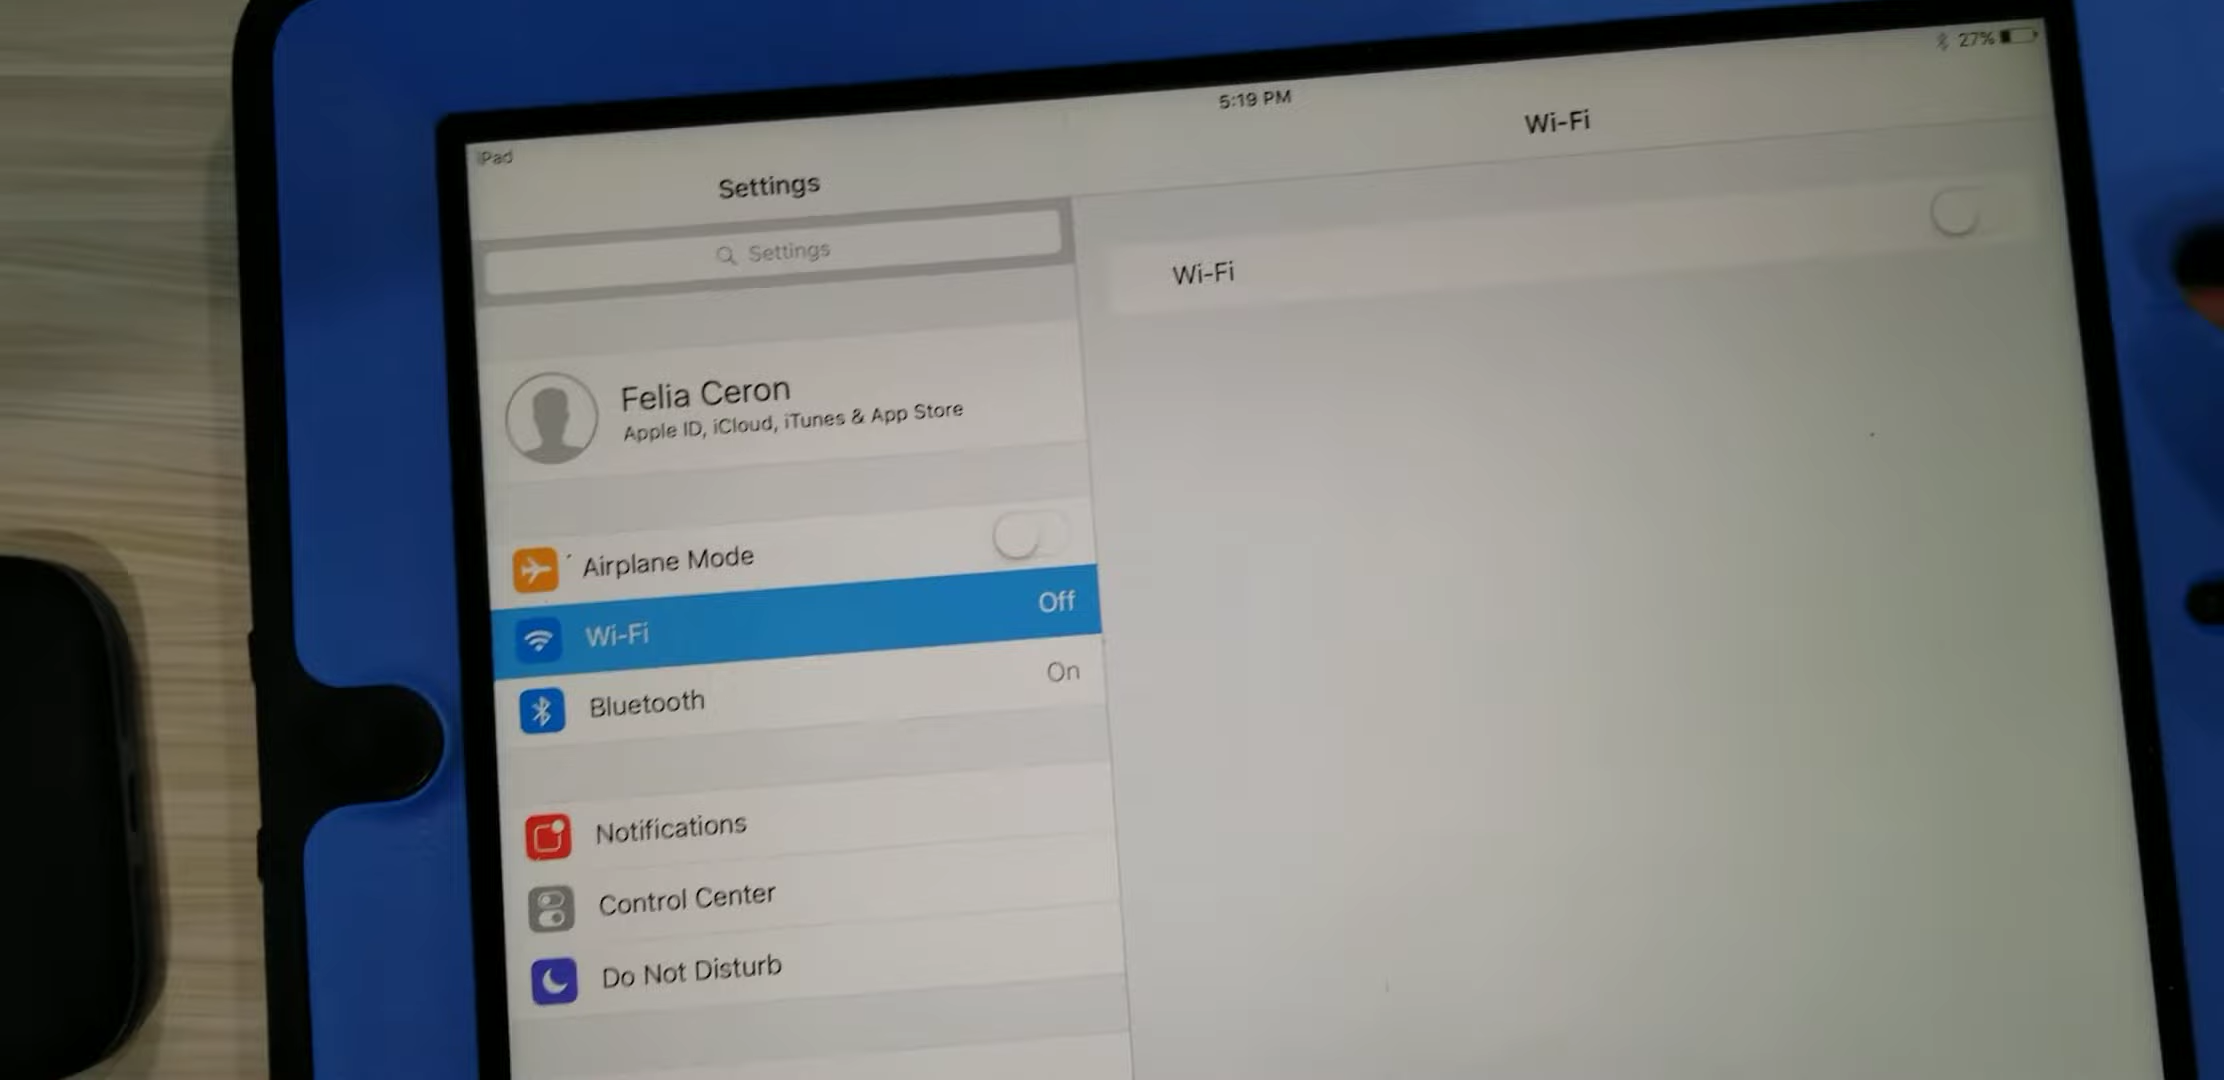 iPad
5:19 PM
27%
Settings
Wi-Fi
Settings
Wi-Fi
Felia Ceron
Apple ID, iCloud, iTunes & App Store
Airplane Mode
Wi-Fi
Off
Bluetooth
On
Notifications
Control Center
Do Not Disturb